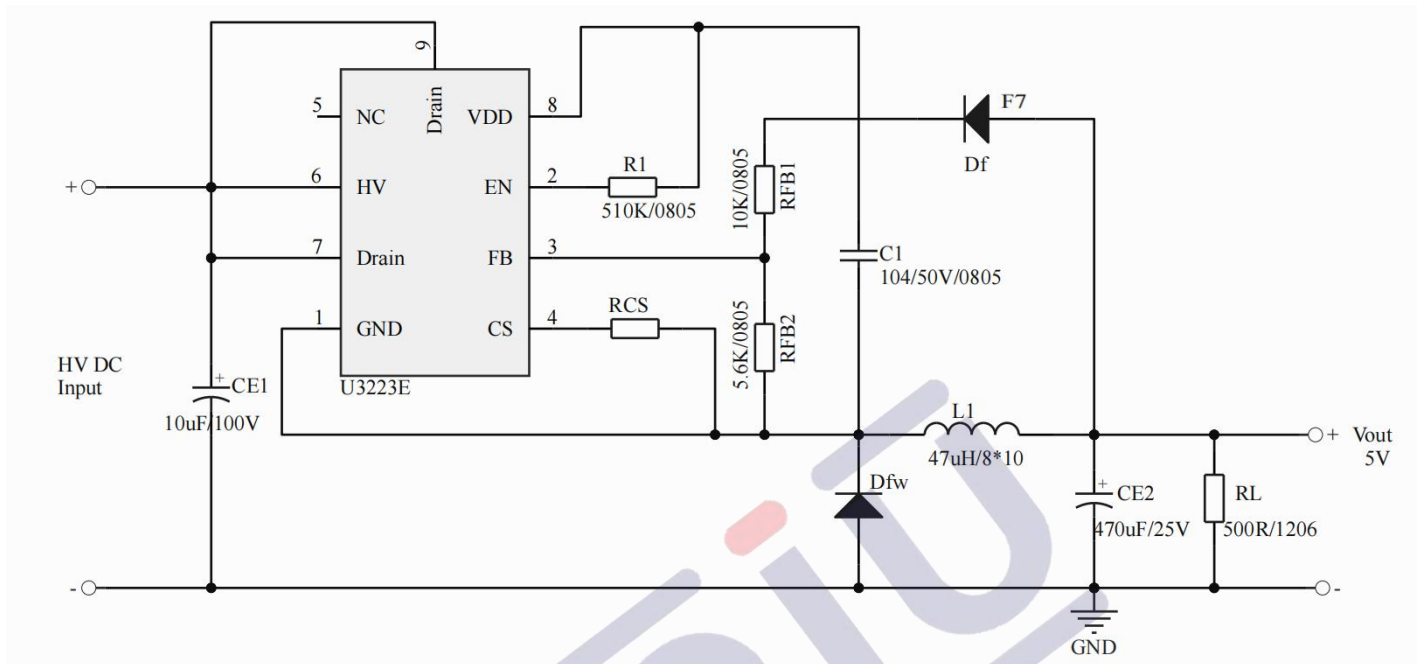 9
Drain
5
NC
VDD
8
F7
Df
+
6
HV
EN
2
R1
510K/0805
10K/0805
RFB1
7
Drain
FB
3
C1
104/50V/0805
1
GND
CS
4
RCS
5.6K/0805
RFB2
HV DC
Input
+
CE1
10uF/100V
U3223E
L1
47uH/8*10
+
Vout
5V
Dfw
+
CE2
470uF/25V
RL
500R/1206
-
-
GND